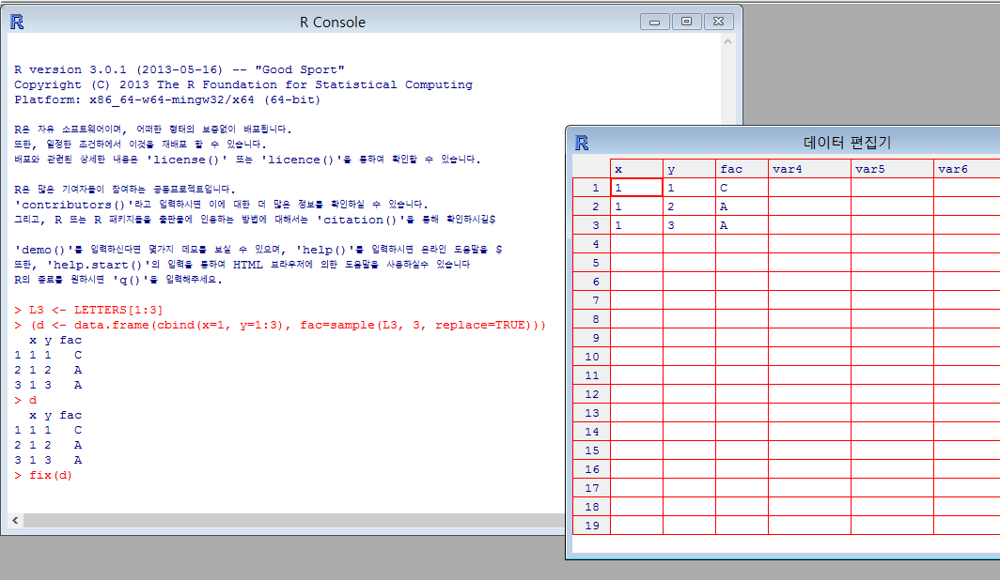 R Console
R version 3.0.1 (2013-05-16) -- "Good Sport"
Copyright (C) 2013 The R Foundation for Statistical Computing
Platform: x86_64-w64-mingw32/x64 (64-bit)
R은 자유 소프트웨어이며, 어떠한 형태의 보증없이 배포됩니다.
또한, 일정한 조건하에서 이것을 재배포 할 수 있습니다.
배포와 관련된 상세한 내용은 'license()' 또는 'licence()'을 통하여 확인할 수 있습니다.
R은 많은 기여자들이 참여하는 공동프로젝트입니다.
'contributors()'라고 입력하시면 이에 대한 더 많은 정보를 확인하실 수 있습니다.
그리고, R 또는 R 패키지들을 출판물에 인용하는 방법에 대해서는 'citation()'을 통해 확인하시길$
'demo()'를 입력하신다면 몇가지 데모를 보실 수 있으며, 'help()'를 입력하시면 온라인 도움말을 $
또한, 'help.start()'의 입력을 통하여 HTML 브라우저에 의한 도움말을 사용하실수 있습니다
R의 종료를 원하시면 'q()'을 입력해주세요.
> L3 <- LETTERS[1:3]
> (d <- data.frame(cbind(x=1, y=1:3), fac=sample(L3, 3, replace=TRUE)))
x y fac
1 1 1 C
2 1 2 A
3 1 3 A
> d
x y fac
1 1 1 C
2 1 2 A
3 1 3 A
> fix(d)
데이터 편집기
x y fac var4 var5 var6
1 1 1 C
2 1 2 A
3 1 3 A
4
5
6
7
8
9
10
11
12
13
14
15
16
17
18
19